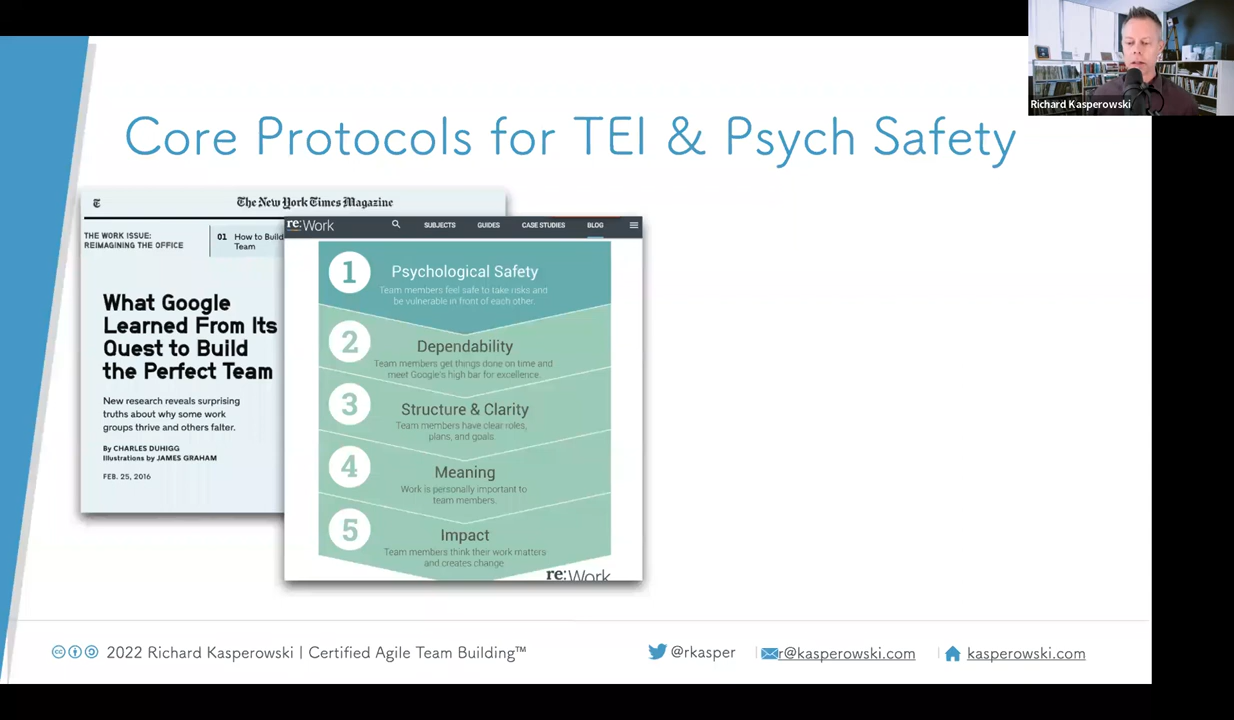 Richard Kasperowski
Core Protocols for TEI & Psych Safety
The New York Times Magazine
THE WORK ISSUE:
REIMAGINING THE OFFICE
01 How to Build
Team
What Google
Learned From Its
Quest to Build
the Perfect Team
New research reveals surprising
truths about why some work
groups thrive and others falter.
By CHARLES DUHIGG
Illustrations by JAMES GRAHAM
FEB. 25, 2016
re:Work
SUBJECTS GUIDES CASE STUDIES BLOG
1 Psychological Safety
Team members feel safe to take risks and
be vulnerable in front of each other.
2 Dependability
Team members get things done on time and
meet Google's high bar for excellence.
3 Structure & Clarity
Team members have clear roles,
plans, and goals.
4 Meaning
Work is personally important to
team members.
5 Impact
Team members think their work matters
and creates change
re:Work
2022 Richard Kasperowski | Certified Agile Team Building™
@rkasper | r@kasperowski.com | kasperowski.com